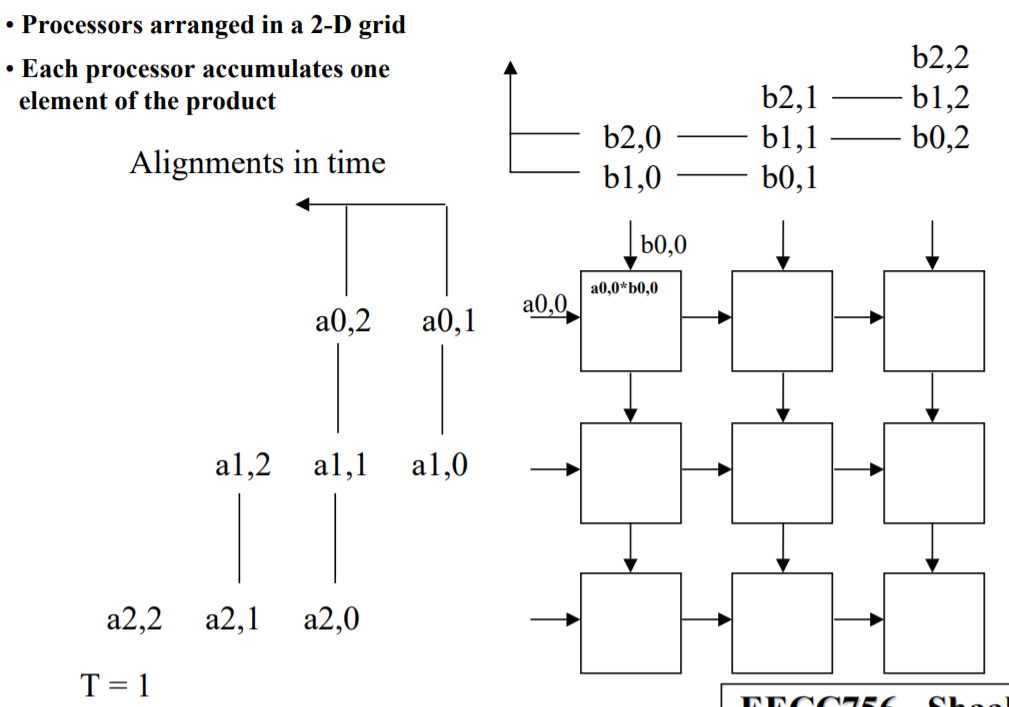 • Processors arranged in a 2-D grid
• Each processor accumulates one
element of the product
Alignments in time
b2,2
b2,1 b1,2
b2,0 b1,1 b0,2
b1,0 b0,1
b0,0
a0,0*b0,0
a0,2 a0,1 a0,0
a1,2 a1,1 a1,0
a2,2 a2,1 a2,0
T = 1